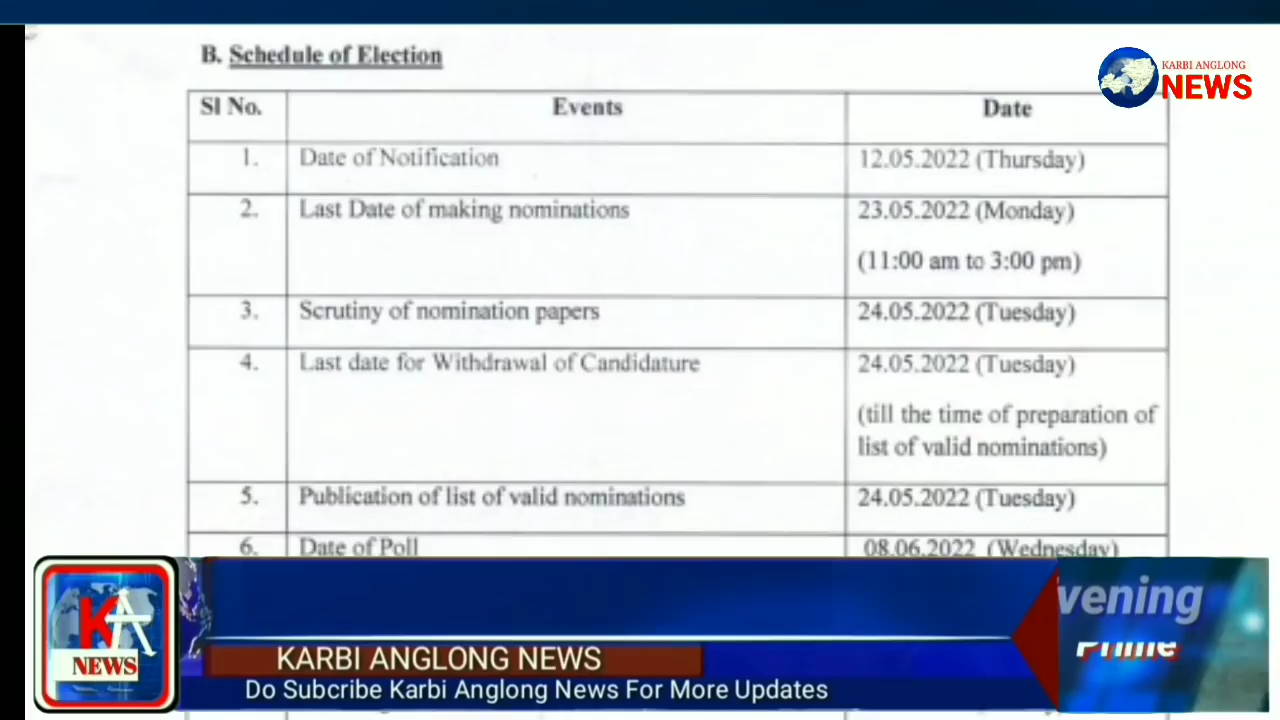 B. Schedule of Election
KARBI ANGLONG
NEWS
Sl No. Events Date
1. Date of Notification 12.05.2022 (Thursday)
2. Last Date of making nominations 23.05.2022 (Monday)
(11:00 am to 3:00 pm)
3. Scrutiny of nomination papers 24.05.2022 (Tuesday)
4. Last date for Withdrawal of Candidature 24.05.2022 (Tuesday)
(till the time of preparation of
list of valid nominations)
5. Publication of list of valid nominations 24.05.2022 (Tuesday)
6. Date of Poll 08.06.2022 (Wednesday)
KA
NEWS
vening
Prime
KARBI ANGLONG NEWS
Do Subcribe Karbi Anglong News For More Updates